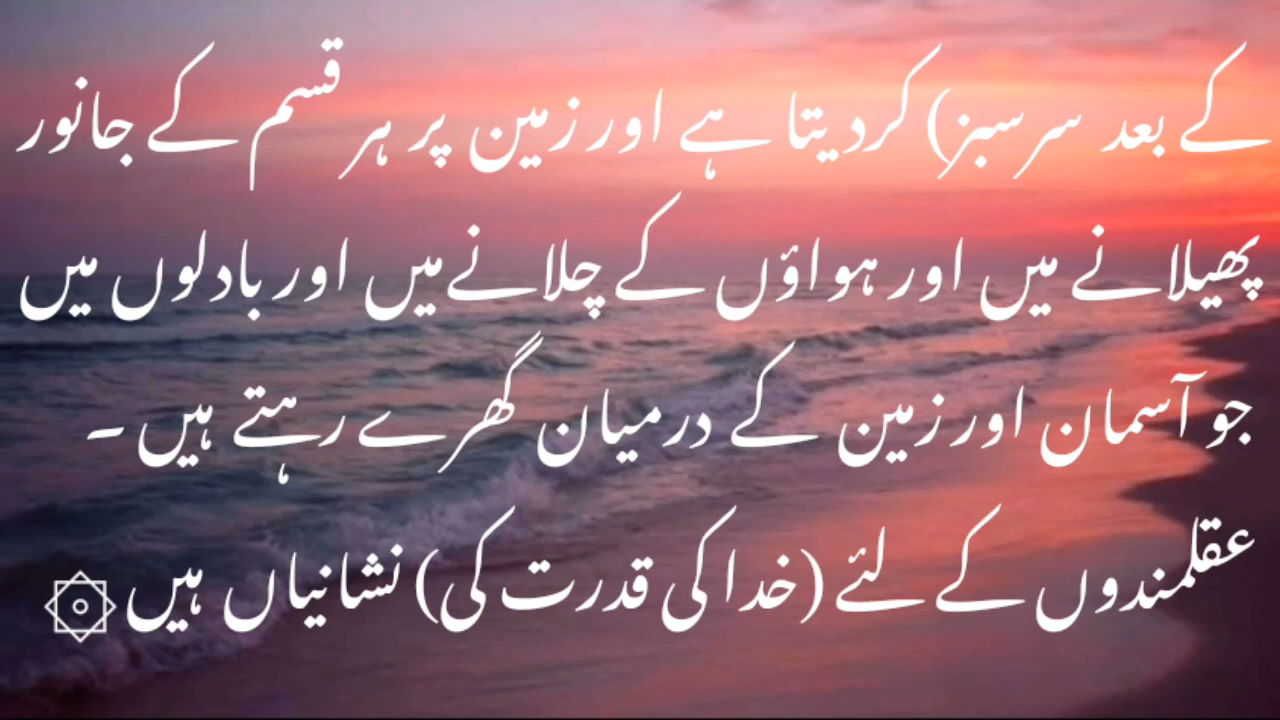 کے بعد سرسبز) کردیتا ہے اور زمین پر ہر قسم کے جانور
پھیلانے میں اور ہواؤں کے چلانےمیں اور بادلوں میں
جو آسمان اور زمین کے درمیان گھرے رہتے ہیں۔
عقلمندوں کے لئے (خدا کی قدرت کی) نشانیاں ہیں ۞